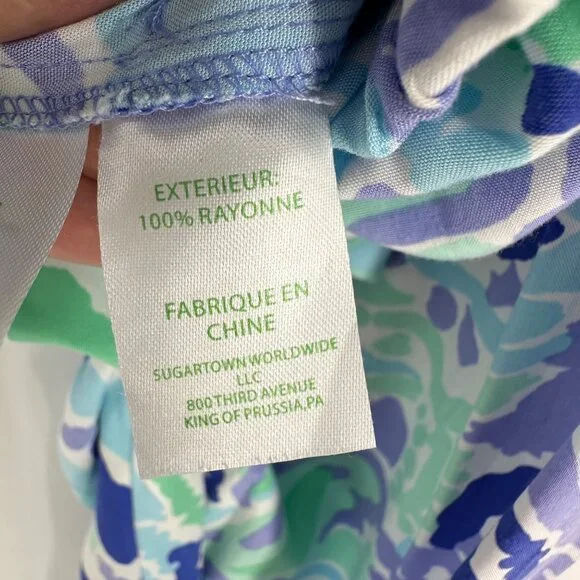 EXTERIEUR:
100% RAYONNE
FABRIQUE EN
CHINE
SUGARTOWN WORLDWIDE
LLC
800 THIRD AVENUE
KING OF PRUSSIA, PA